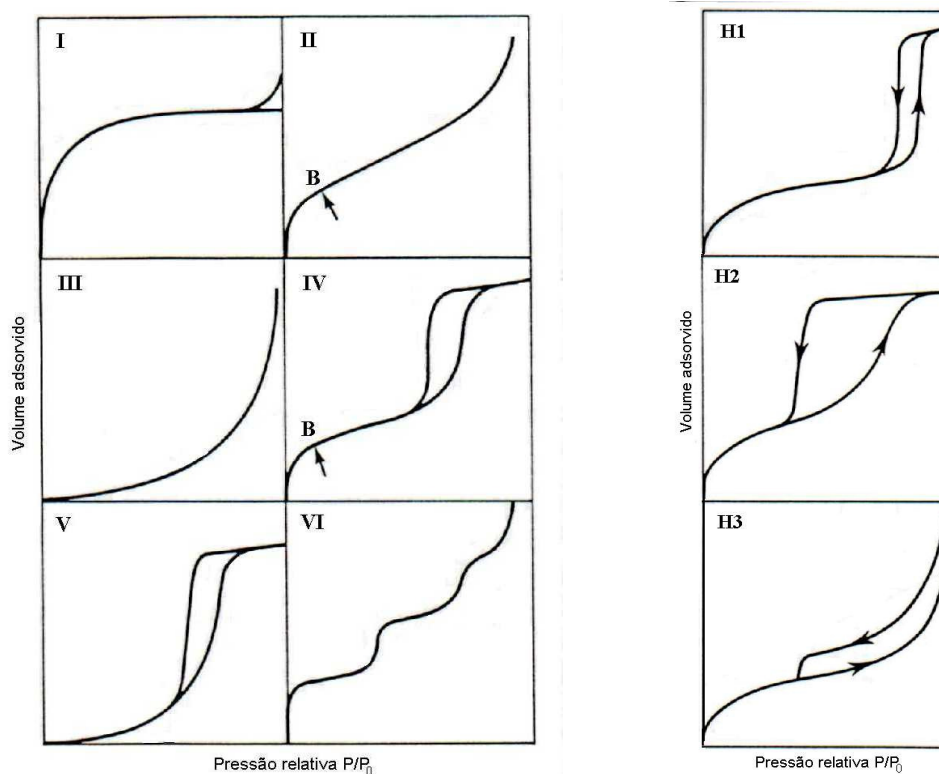 I
II
B
III
IV
B
V
VI
Volume adsorvido
Pressão relativa P/P₀
H1
H2
H3
Volume adsorvido
Pressão relativa P/P₀